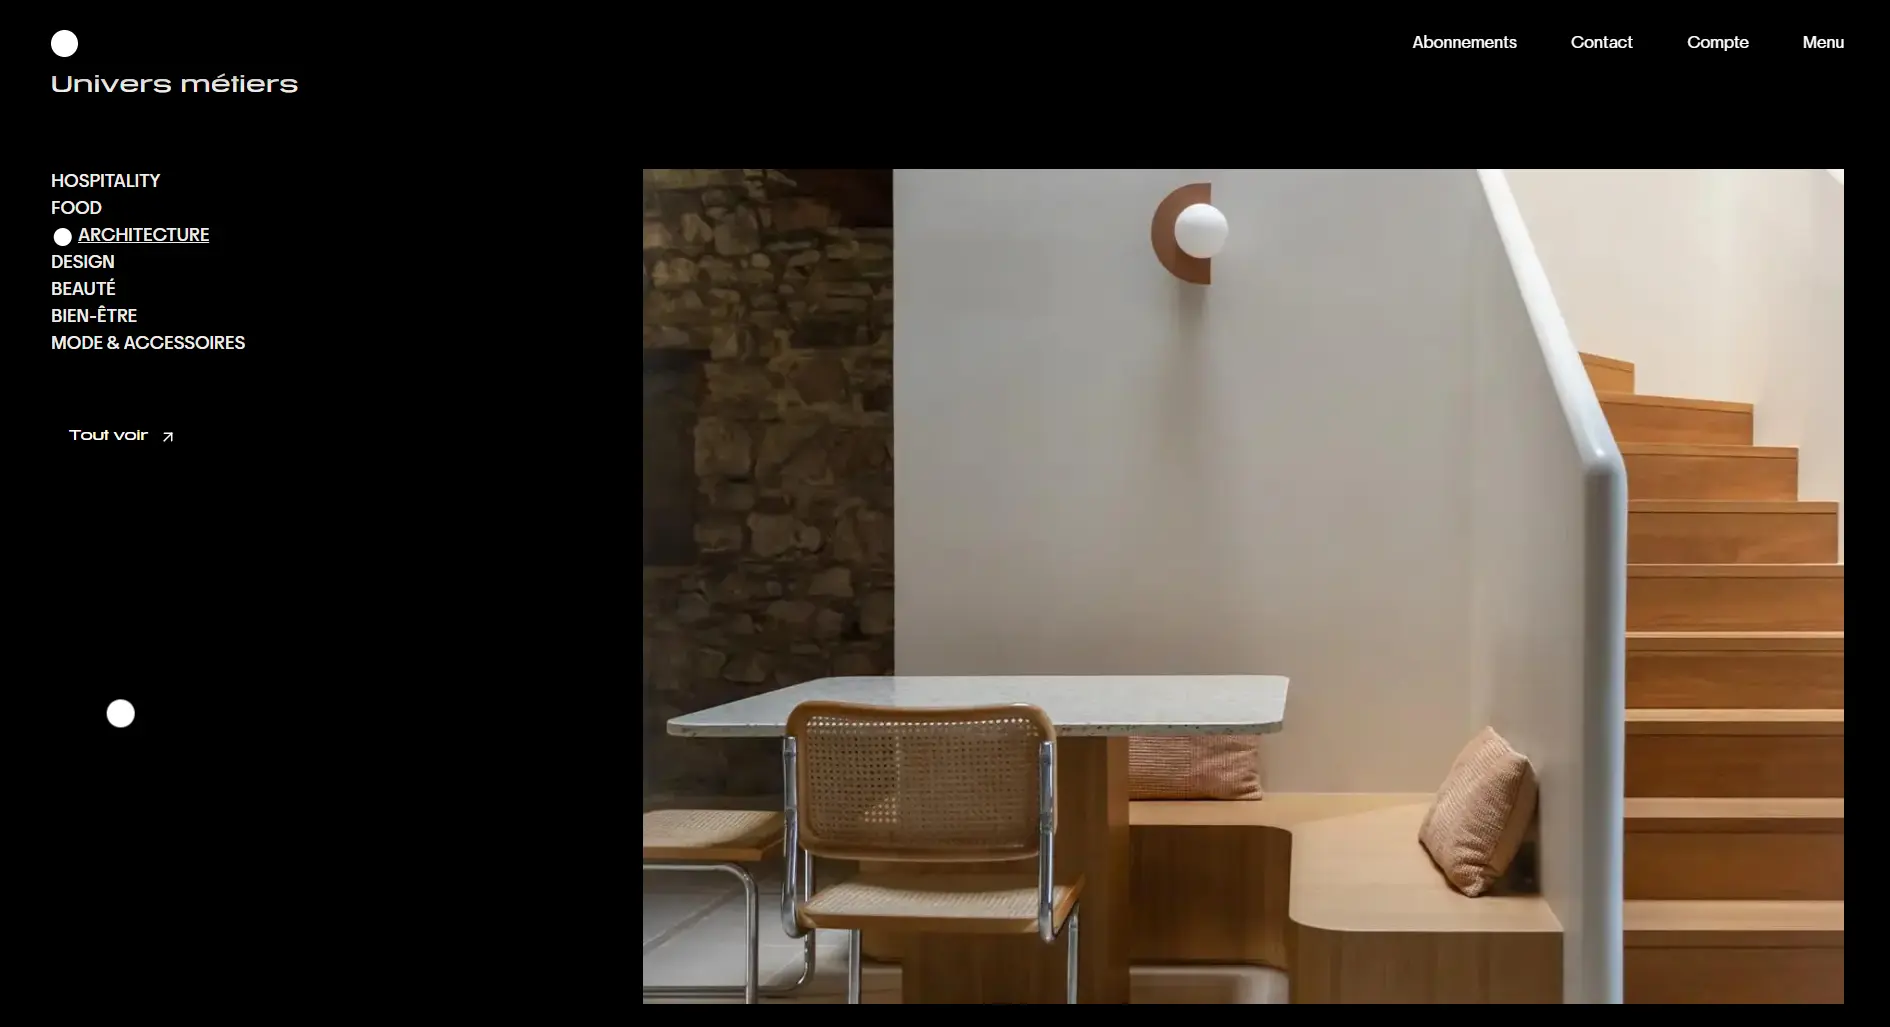 Abonnements
Contact
Compte
Menu
Univers métiers
HOSPITALITY
FOOD
ARCHITECTURE
DESIGN
BEAUTÉ
BIEN-ÊTRE
MODE & ACCESSOIRES
Tout voir